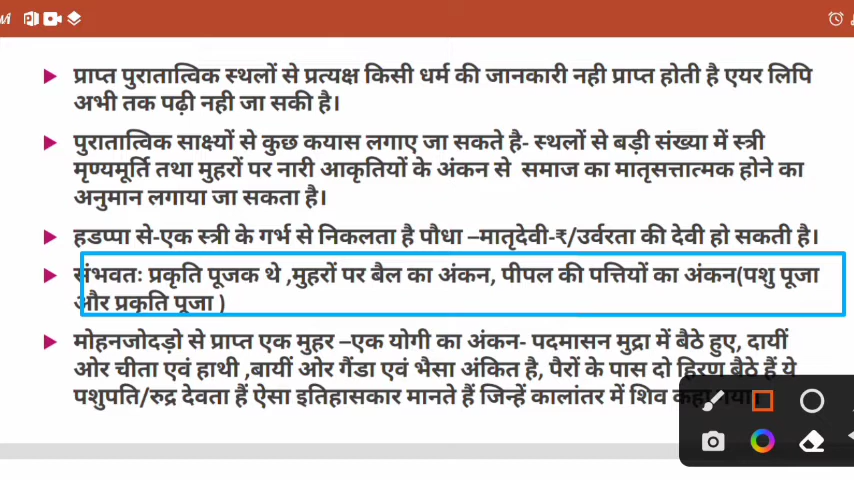 प्राप्त पुरातात्विक स्थलों से प्रत्यक्ष किसी धर्म की जानकारी नही प्राप्त होती है एयर लिपि
अभी तक पढ़ी नही जा सकी है।
पुरातात्विक साक्ष्यों से कुछ कयास लगाए जा सकते है- स्थलों से बड़ी संख्या में स्त्री
मृण्यमूर्ति तथा मुहरों पर नारी आकृतियों के अंकन से समाज का मातृसत्तात्मक होने का
अनुमान लगाया जा सकता है।
हडप्पा से-एक स्त्री के गर्भ से निकलता है पौधा –मातृदेवी-₹/उर्वरता की देवी हो सकती है।
संभवतः प्रकृति पूजक थे ,मुहरों पर बैल का अंकन, पीपल की पत्तियों का अंकन(पशु पूजा
और प्रकृति पूजा )
मोहनजोदड़ो से प्राप्त एक मुहर –एक योगी का अंकन- पदमासन मुद्रा में बैठे हुए, दायीं
ओर चीता एवं हाथी ,बायीं ओर गैंडा एवं भैसा अंकित है, पैरों के पास दो हिरण बैठे हैं ये
पशुपति/रुद्र देवता हैं ऐसा इतिहासकार मानते हैं जिन्हें कालांतर में शिव कहा गया।